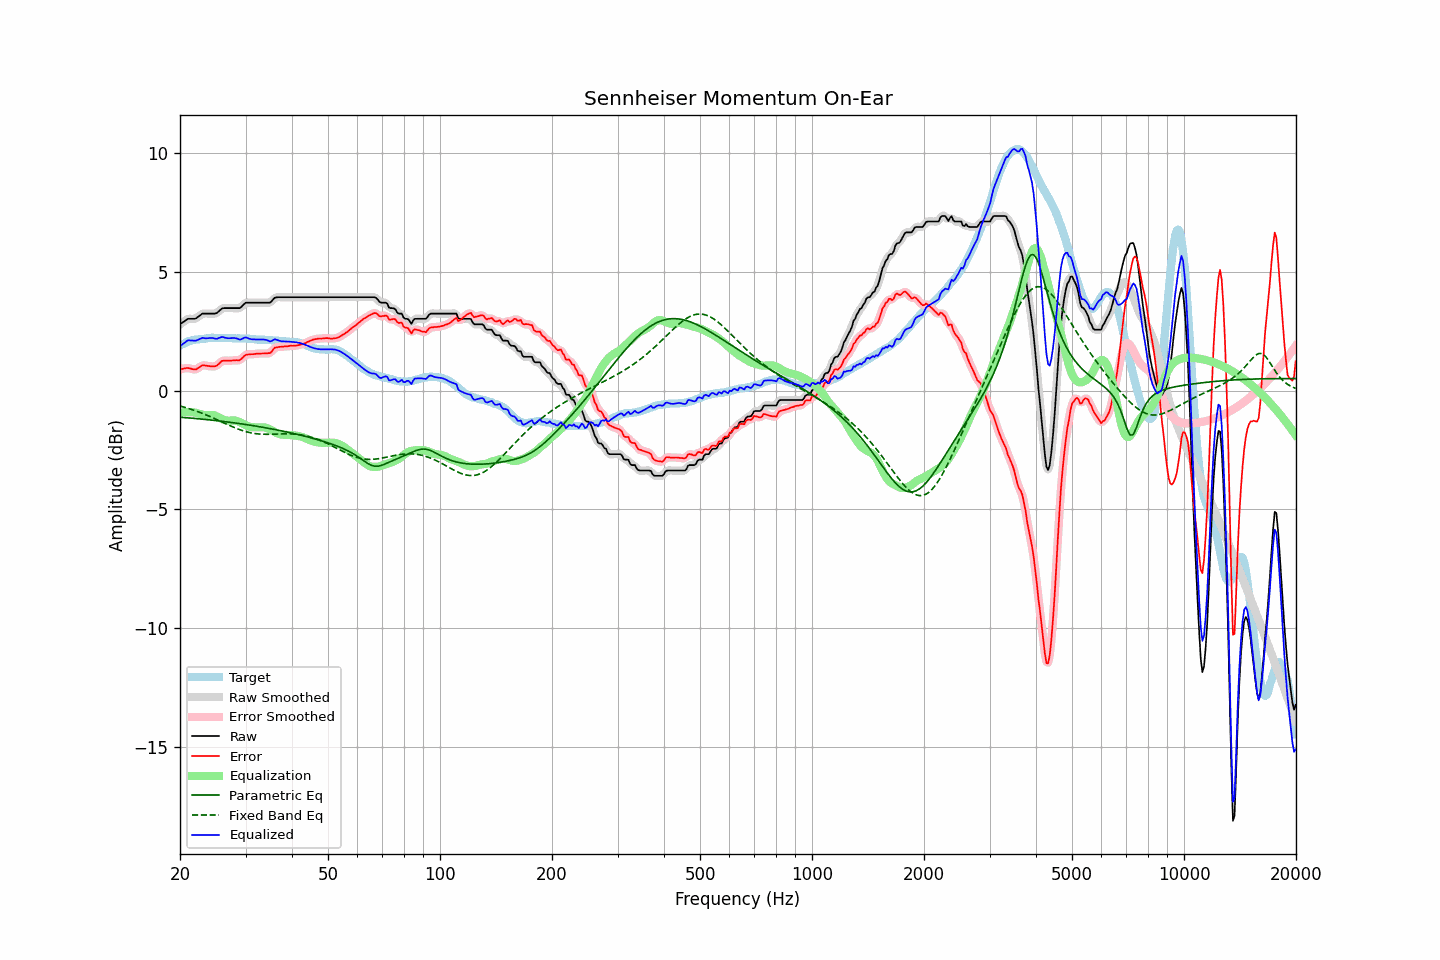 Sennheiser Momentum On-Ear
Amplitude (dBr)
10
5
0
−5
−10
−15
Target
Raw Smoothed
Error Smoothed
Raw
Error
Equalization
Parametric Eq
Fixed Band Eq
Equalized
20 50 100 200 500 1000 2000 5000 10000 20000
Frequency (Hz)